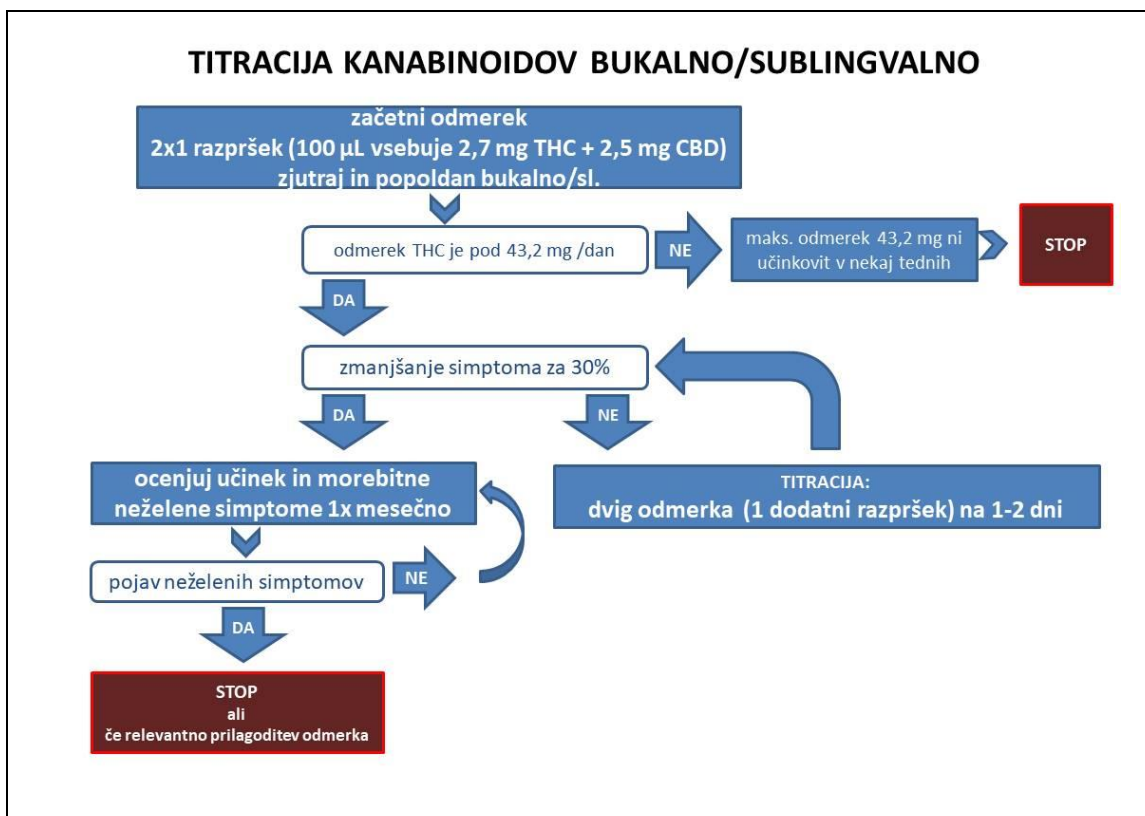 TITRACIJA KANABINOIDOV BUKALNO/SUBLINGVALNO
začetni odmerek
2x1 razpršek (100 µL vsebuje 2,7 mg THC + 2,5 mg CBD)
zjutraj in popoldan bukalno/sl.
odmerek THC je pod 43,2 mg /dan
NE
maks. odmerek 43,2 mg ni
učinkovit v nekaj tednih
STOP
DA
zmanjšanje simptoma za 30%
DA
NE
ocenjuj učinek in morebitne
neželene simptome 1x mesečno
TITRACIJA:
dvig odmerka (1 dodatni razpršek) na 1-2 dni
pojav neželenih simptomov
NE
DA
STOP
ali
če relevantno prilagoditev odmerka